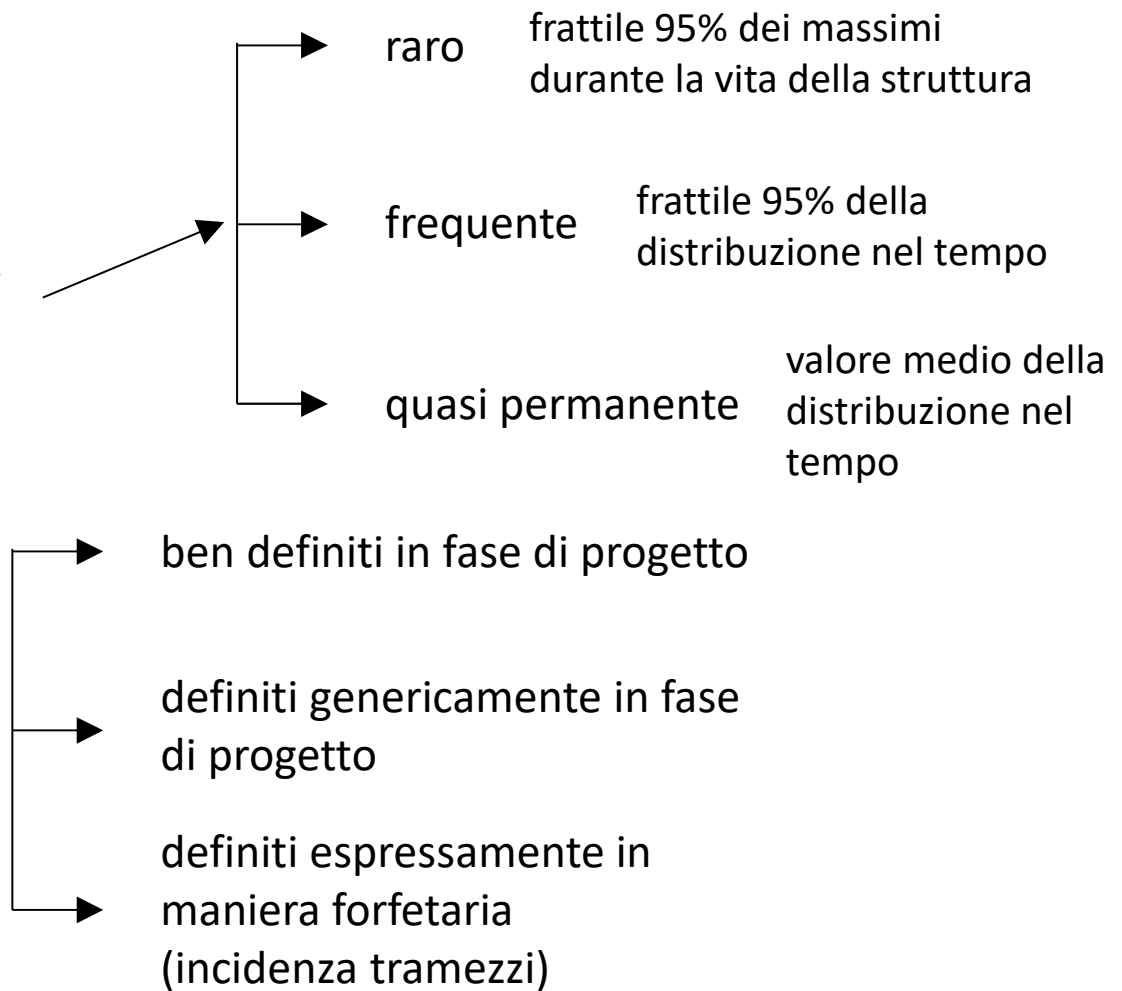 raro
frattile 95% dei massimi
durante la vita della struttura
frequente
frattile 95% della
distribuzione nel tempo
quasi permanente
valore medio della
distribuzione nel
tempo
ben definiti in fase di progetto
definiti genericamente in fase
di progetto
definiti espressamente in
maniera forfetaria
(incidenza tramezzi)